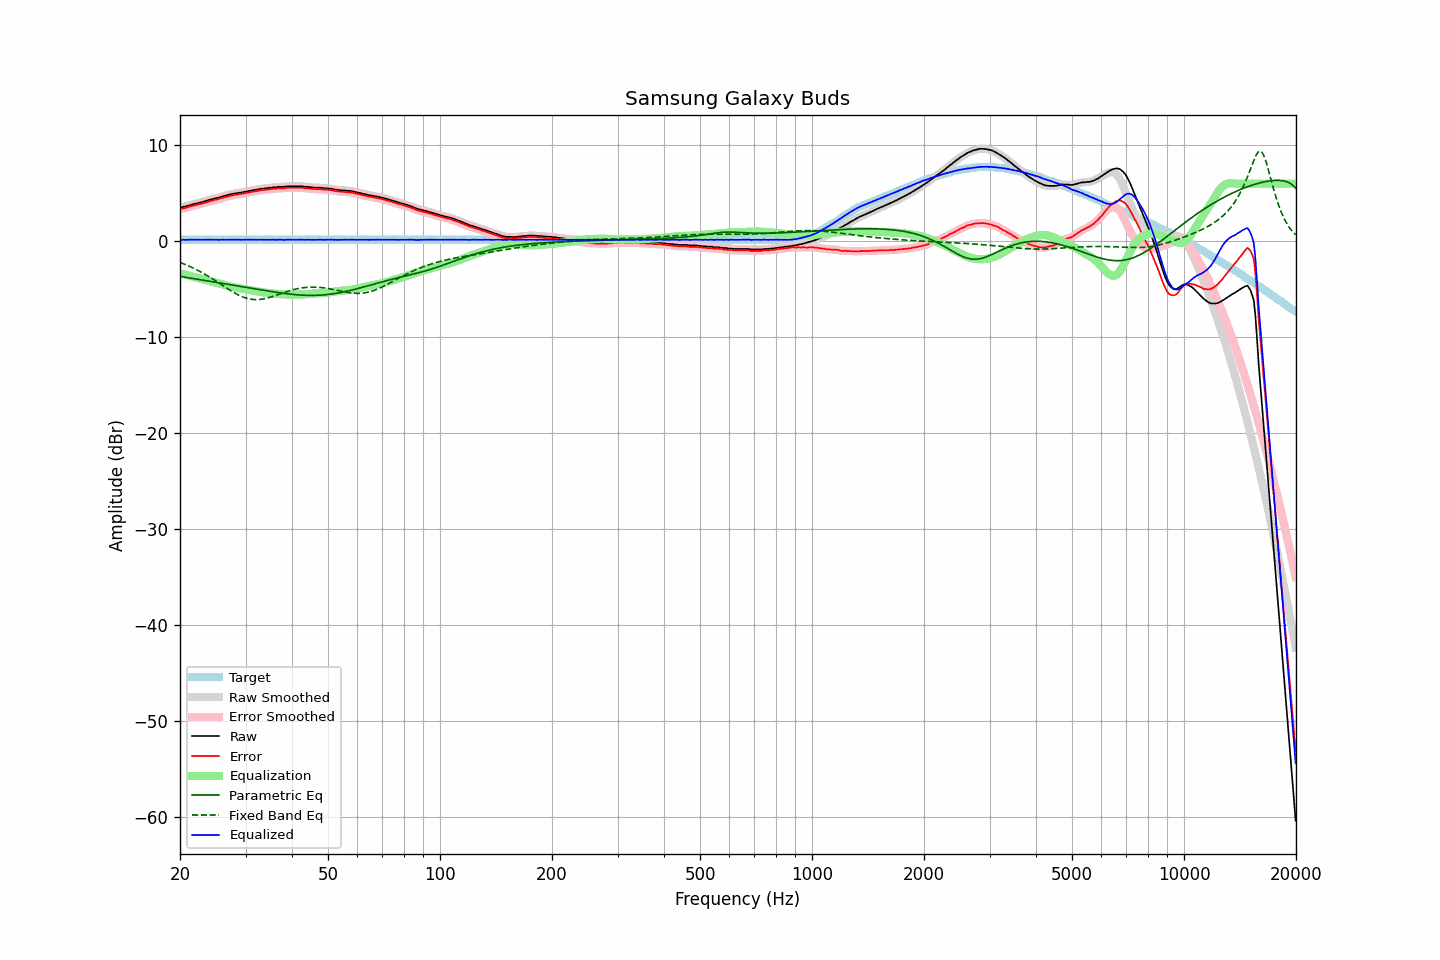 Samsung Galaxy Buds
10
0
−10
−20
−30
−40
−50
−60
Amplitude (dBr)
Target
Raw Smoothed
Error Smoothed
Raw
Error
Equalization
Parametric Eq
Fixed Band Eq
Equalized
20 50 100 200 500 1000 2000 5000 10000 20000
Frequency (Hz)